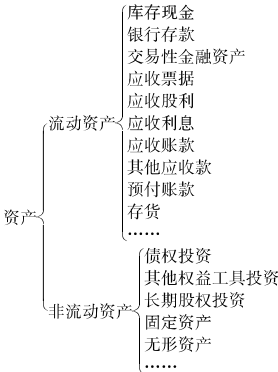 资产
流动资产
库存现金
银行存款
交易性金融资产
应收票据
应收股利
应收利息
应收账款
其他应收款
预付账款
存货
……
非流动资产
债权投资
其他权益工具投资
长期股权投资
固定资产
无形资产
……